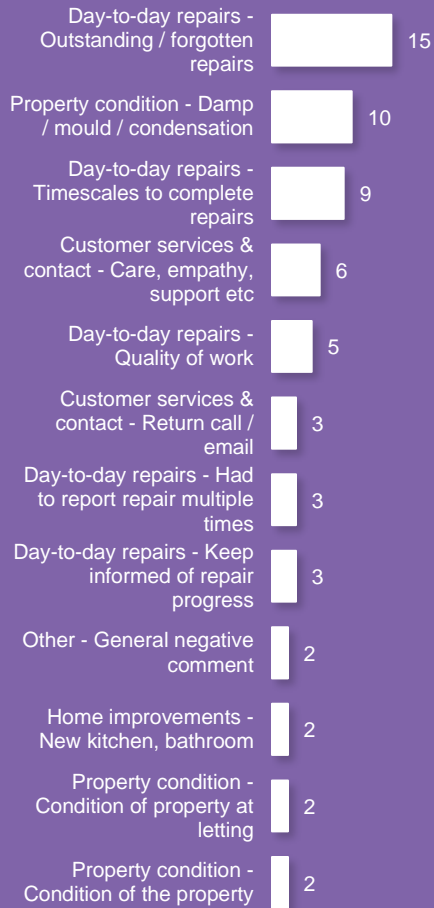 Day-to-day repairs -
Outstanding / forgotten
repairs
15
Property condition - Damp
/ mould / condensation
10
Day-to-day repairs -
Timescales to complete
repairs
9
Customer services &
contact - Care, empathy,
support etc
6
Day-to-day repairs -
Quality of work
5
Customer services &
contact - Return call /
email
3
Day-to-day repairs - Had
to report repair multiple
times
3
Day-to-day repairs - Keep
informed of repair
progress
3
Other - General negative
comment
2
Home improvements -
New kitchen, bathroom
2
Property condition -
Condition of property at
letting
2
Property condition -
Condition of the property
2